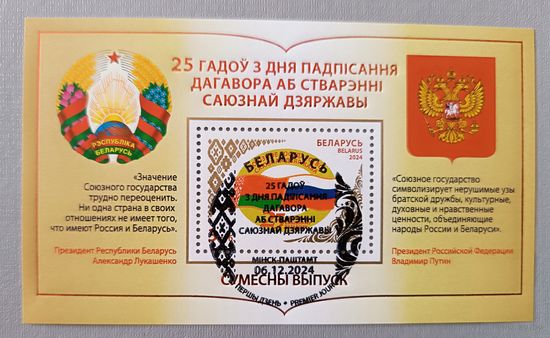 25 ГАДОЎ З ДНЯ ПАДПІСАННЯ
ДАГАВОРА АБ СТВАРЭННІ
САЮЗНАЙ ДЗЯРЖАВЫ
РЭСПУБЛІКА
БЕЛАРУСЬ
«Значение
Союзного государства
трудно переоценить.
Ни одна страна в своих
отношениях не имеет того,
что имеют Россия и Беларусь».
Президент Республики Беларусь
Александр Лукашенко
БЕЛАРУСЬ
BELARUS
2024
БЕЛАРУСЬ
25 ГАДОЎ
З ДНЯ ПАДПІСАННЯ
ДАГАВОРА
АБ СТВАРЭННІ
САЮЗНАЙ ДЗЯРЖАВЫ
МІНСК-ПАШТАМТ
06.12.2024
ПЕРШЫ ДЗЕНЬ • PREMIER JOUR
СУМЕСНЫ ВЫПУСК
«Союзное государство
символизирует нерушимые узы
братской дружбы, культурные,
духовные и нравственные
ценности, объединяющие
народы России и Беларуси».
Президент Российской Федерации
Владимир Путин